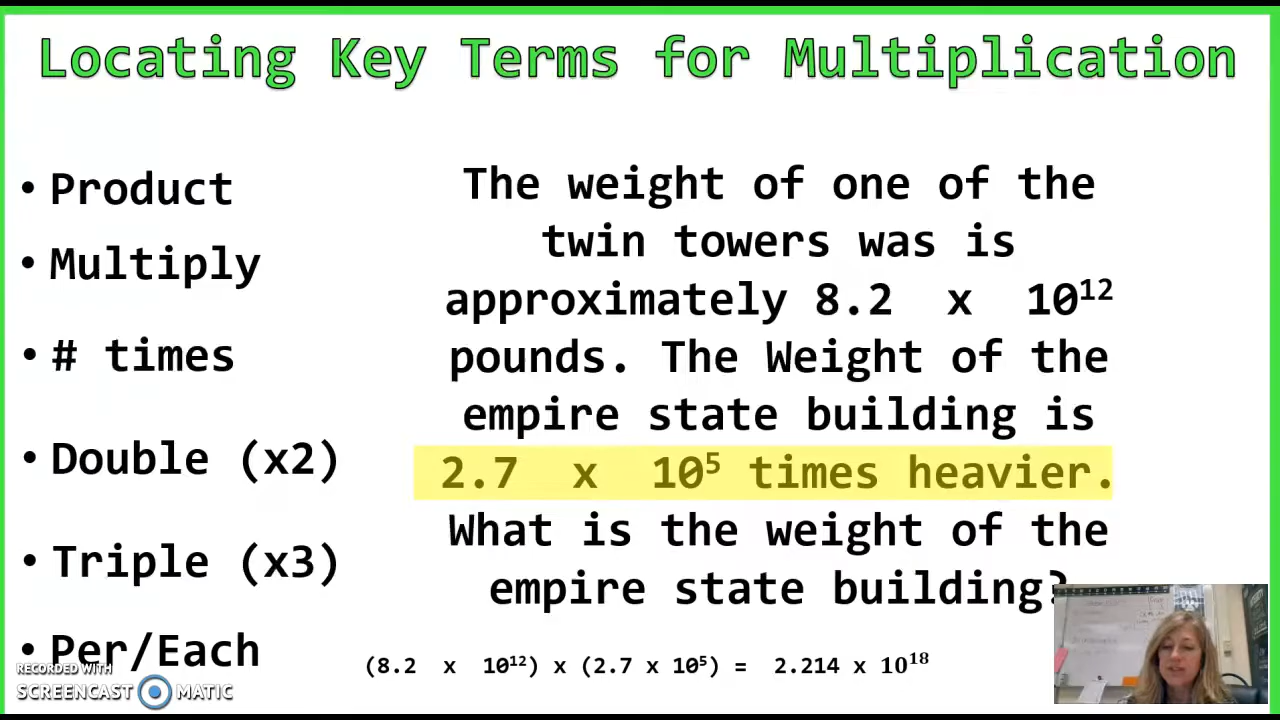 Locating Key Terms for Multiplication
• Product
• Multiply
• # times
• Double (x2)
• Triple (x3)
• Per/Each
The weight of one of the
twin towers was is
approximately 8.2 x 10¹²
pounds. The Weight of the
empire state building is
2.7 x 10⁵ times heavier.
What is the weight of the
empire state building?
(8.2 x 10¹²) x (2.7 x 10⁵) = 2.214 x 10¹⁸
RECORDED WITH
SCREENCAST MATIC